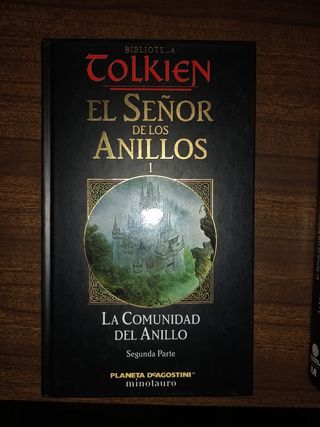 BIBLIOTECA
TOLKIEN
EL SEÑOR
DE LOS
ANILLOS
I
LA COMUNIDAD
DEL ANILLO
Segunda Parte
PLANETA DEAGOSTINI
minotauro